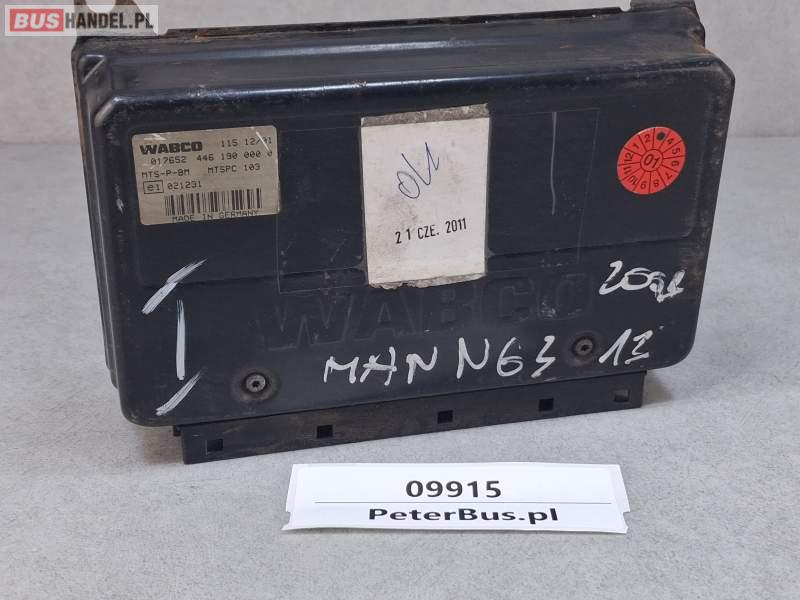 BUSHANDEL.PL
WABCO 115 12/01
017652 446 190 000 0
MTS-P-BM MTSPC 103
e1 021231
MADE IN GERMANY
21 CZE. 2011
01
WABCO
MAN N63 12
09915
PeterBus.pl